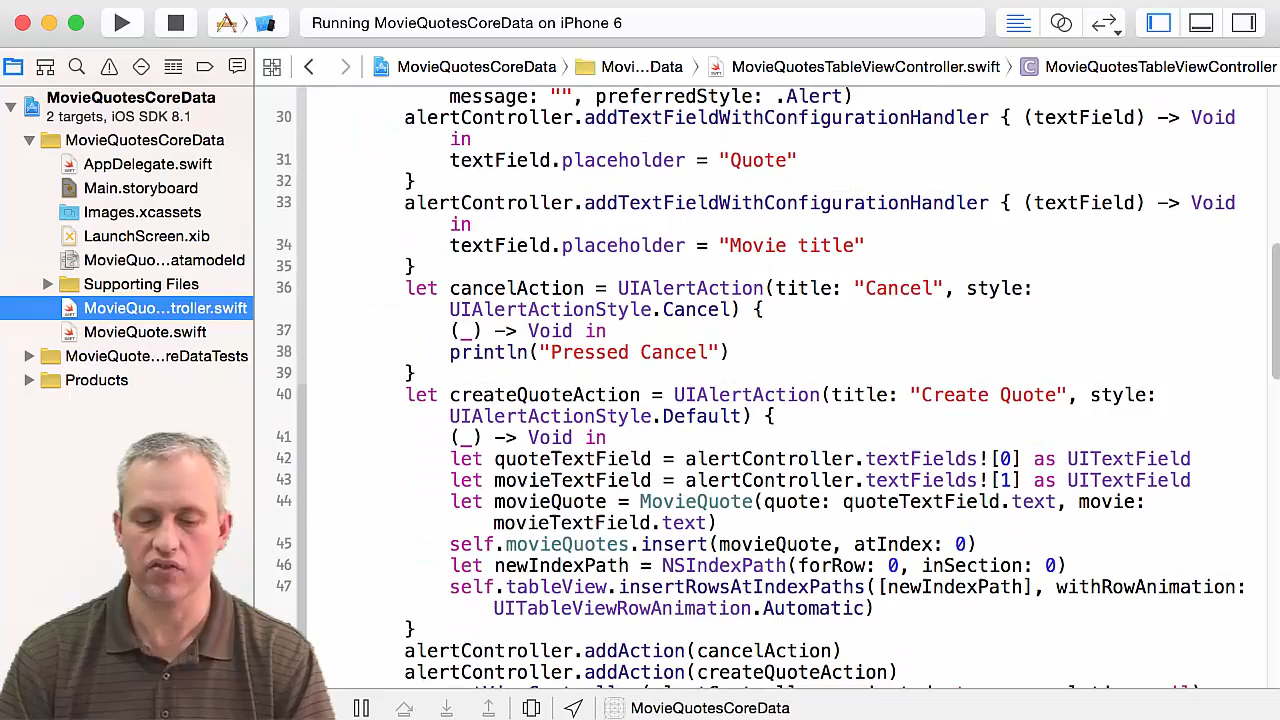 Running MovieQuotesCoreData on iPhone 6
MovieQuotesCoreData
Movi...Data
MovieQuotesTableViewController.swift
MovieQuotesTableViewController
MovieQuotesCoreData
2 targets, iOS SDK 8.1
MovieQuotesCoreData
AppDelegate.swift
Main.storyboard
Images.xcassets
LaunchScreen.xib
MovieQuo...atamodeld
Supporting Files
MovieQuo...troller.swift
MovieQuote.swift
MovieQuote...reDataTests
Products
message: "", preferredStyle: .Alert)
30 alertController.addTextFieldWithConfigurationHandler { (textField) -> Void
in
31 textField.placeholder = "Quote"
32 }
33 alertController.addTextFieldWithConfigurationHandler { (textField) -> Void
in
34 textField.placeholder = "Movie title"
35 }
36 let cancelAction = UIAlertAction(title: "Cancel", style:
UIAlertActionStyle.Cancel) {
37 (_) -> Void in
38 println("Pressed Cancel")
39 }
40 let createQuoteAction = UIAlertAction(title: "Create Quote", style:
UIAlertActionStyle.Default) {
41 (_) -> Void in
42 let quoteTextField = alertController.textFields![0] as UITextField
43 let movieTextField = alertController.textFields![1] as UITextField
44 let movieQuote = MovieQuote(quote: quoteTextField.text, movie:
movieTextField.text)
45 self.movieQuotes.insert(movieQuote, atIndex: 0)
46 let newIndexPath = NSIndexPath(forRow: 0, inSection: 0)
47 self.tableView.insertRowsAtIndexPaths([newIndexPath], withRowAnimation:
UITableViewRowAnimation.Automatic)
}
alertController.addAction(cancelAction)
alertController.addAction(createQuoteAction)
MovieQuotesCoreData